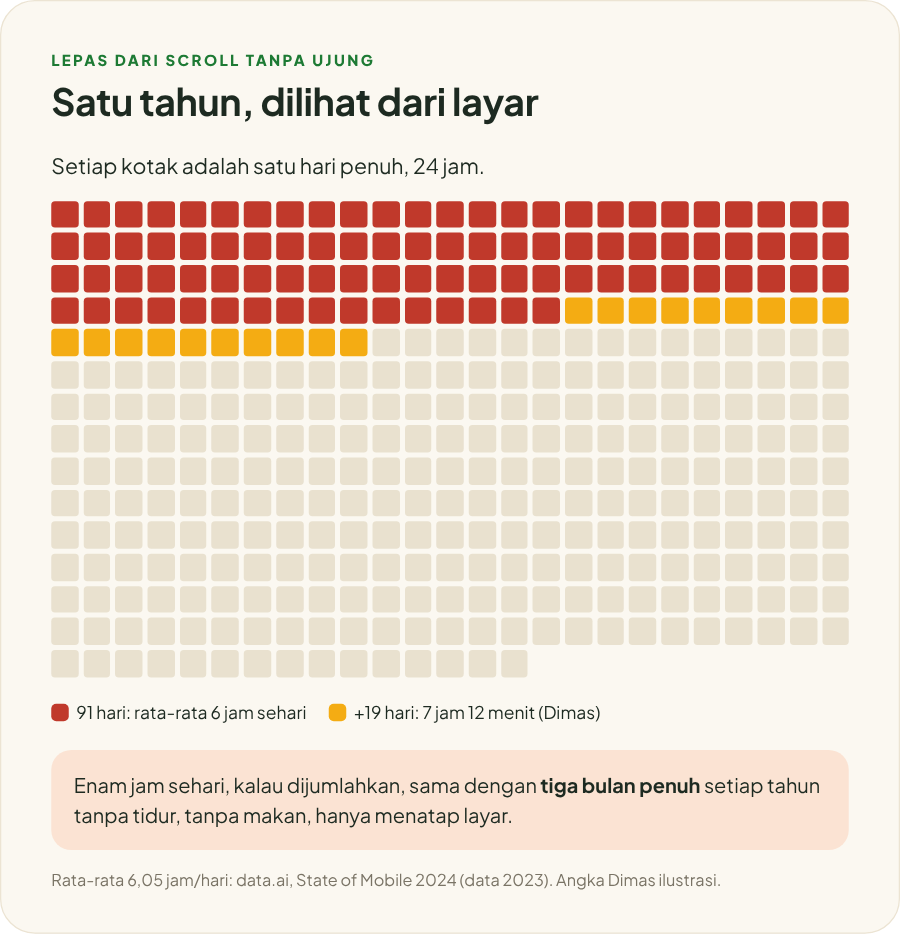 LEPAS DARI SCROLL TANPA UJUNG
Satu tahun, dilihat dari layar
Setiap kotak adalah satu hari penuh, 24 jam.
91 hari: rata-rata 6 jam sehari
+19 hari: 7 jam 12 menit (Dimas)
Enam jam sehari, kalau dijumlahkan, sama dengan tiga bulan penuh setiap tahun
tanpa tidur, tanpa makan, hanya menatap layar.
Rata-rata 6,05 jam/hari: data.ai, State of Mobile 2024 (data 2023). Angka Dimas ilustrasi.